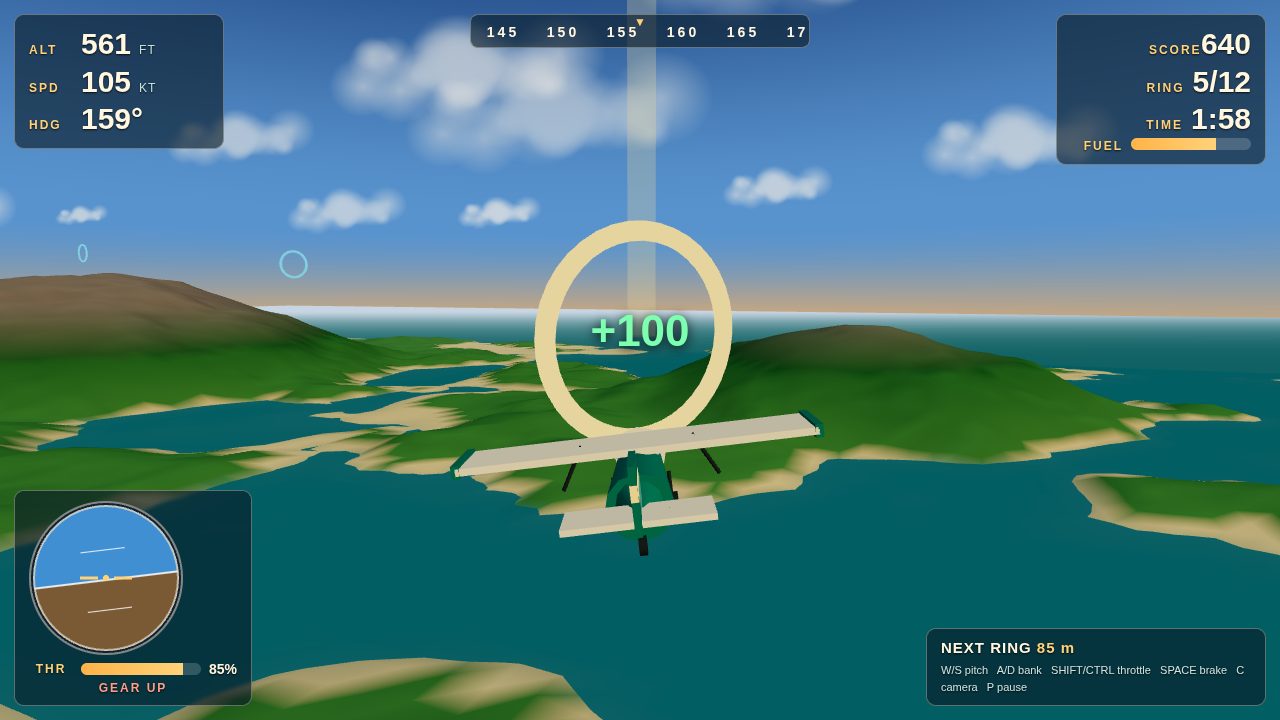 ALT 561 FT
SPD 105 KT
HDG 159°
145 150 155 160 165 17
SCORE 640
RING 5/12
TIME 1:58
FUEL
+100
THR 85%
GEAR UP
NEXT RING 85 m
W/S pitch A/D bank SHIFT/CTRL throttle SPACE brake C
camera P pause